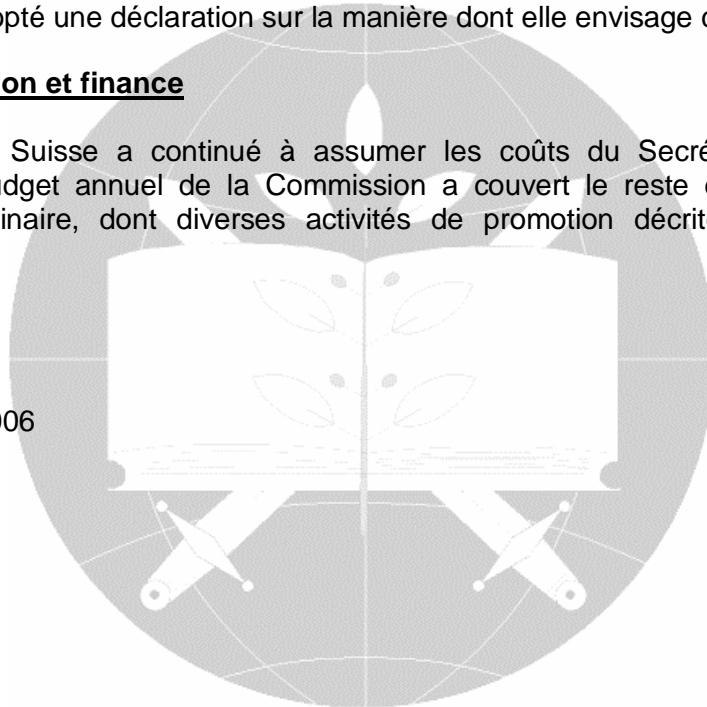 opté une déclaration sur la manière dont elle envisage
on et finance
Suisse a continué à assumer les coûts du Secré
udget annuel de la Commission a couvert le reste
inaire, dont diverses activités de promotion décrit
006